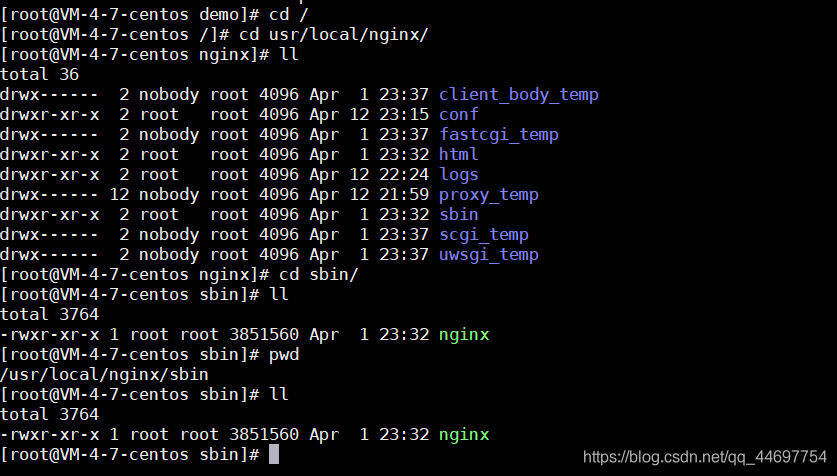 [root@VM-4-7-centos demo]# cd /
[root@VM-4-7-centos /]# cd usr/local/nginx/
[root@VM-4-7-centos nginx]# ll
total 36
drwx------  2 nobody root 4096 Apr  1 23:37 client_body_temp
drwxr-xr-x  2 root   root 4096 Apr 12 23:15 conf
drwx------  2 nobody root 4096 Apr  1 23:37 fastcgi_temp
drwxr-xr-x  2 root   root 4096 Apr  1 23:32 html
drwxr-xr-x  2 root   root 4096 Apr 12 22:24 logs
drwx------ 12 nobody root 4096 Apr 12 21:59 proxy_temp
drwxr-xr-x  2 root   root 4096 Apr  1 23:32 sbin
drwx------  2 nobody root 4096 Apr  1 23:37 scgi_temp
drwx------  2 nobody root 4096 Apr  1 23:37 uwsgi_temp
[root@VM-4-7-centos nginx]# cd sbin/
[root@VM-4-7-centos sbin]# ll
total 3764
-rwxr-xr-x 1 root root 3851560 Apr  1 23:32 nginx
[root@VM-4-7-centos sbin]# pwd
/usr/local/nginx/sbin
[root@VM-4-7-centos sbin]# ll
total 3764
-rwxr-xr-x 1 root root 3851560 Apr  1 23:32 nginx
[root@VM-4-7-centos sbin]#
https://blog.csdn.net/qq_44697754